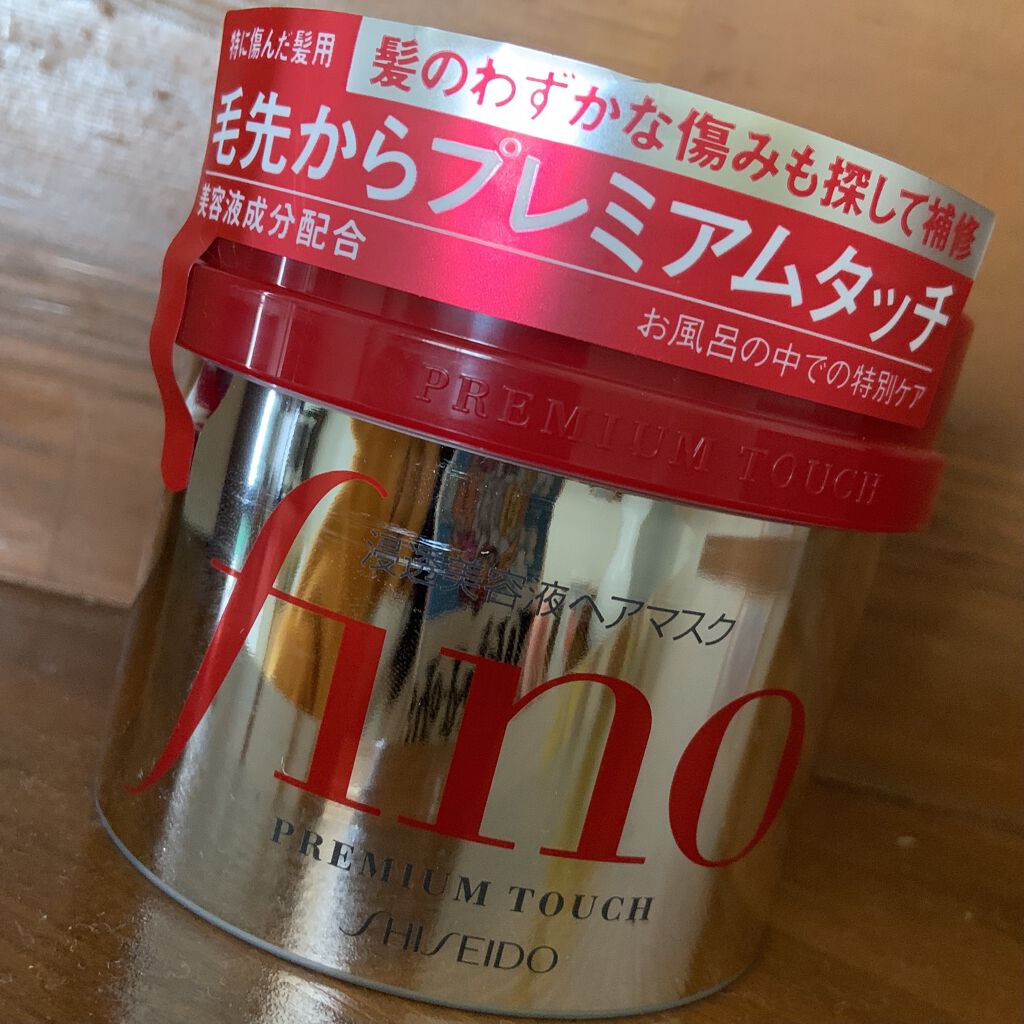 特に傷んだ髪用
髪のわずかな傷みも探して補修
毛先からプレミアムタッチ
美容液成分配合
お風呂の中での特別ケア
PREMIUM TOUCH
浸透美容液ヘアマスク
fino
PREMIUM TOUCH
SHISEIDO